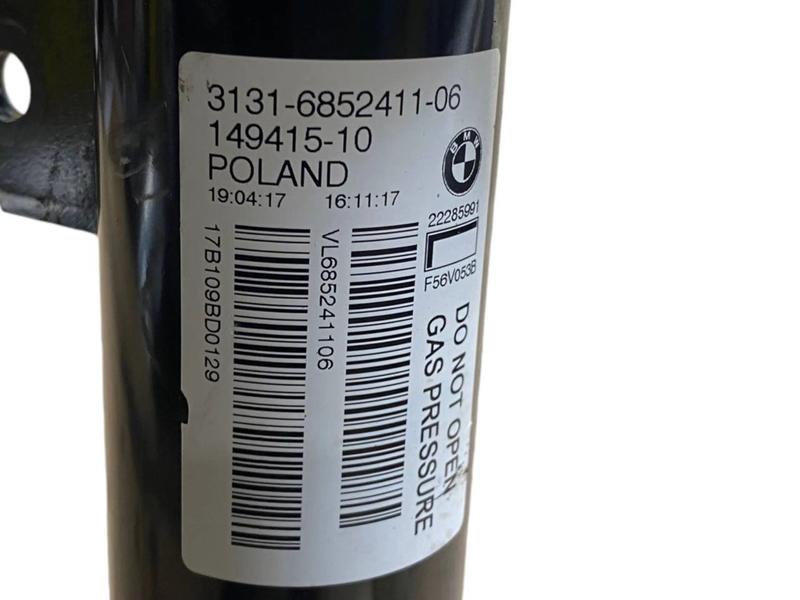 3131-6852411-06
149415-10
POLAND
19:04:17 16:11:17
BMW
22285991
F56V053B
17B109BD0129
VL685241106
DO NOT OPEN
GAS PRESSURE